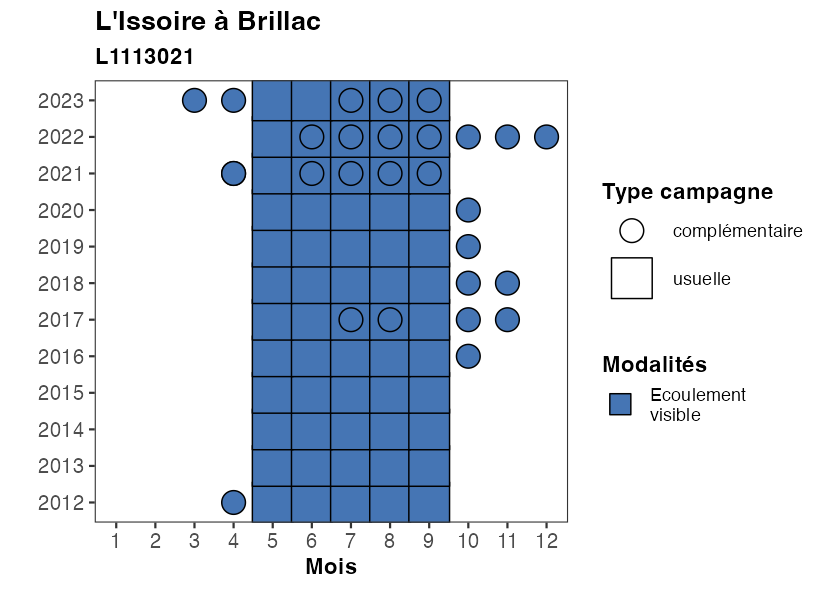 L'Issoire à Brillac
L1113021
2023
2022
2021
2020
2019
2018
2017
2016
2015
2014
2013
2012
1 2 3 4 5 6 7 8 9 10 11 12
Mois
Type campagne
complémentaire
usuelle
Modalités
Ecoulement
visible